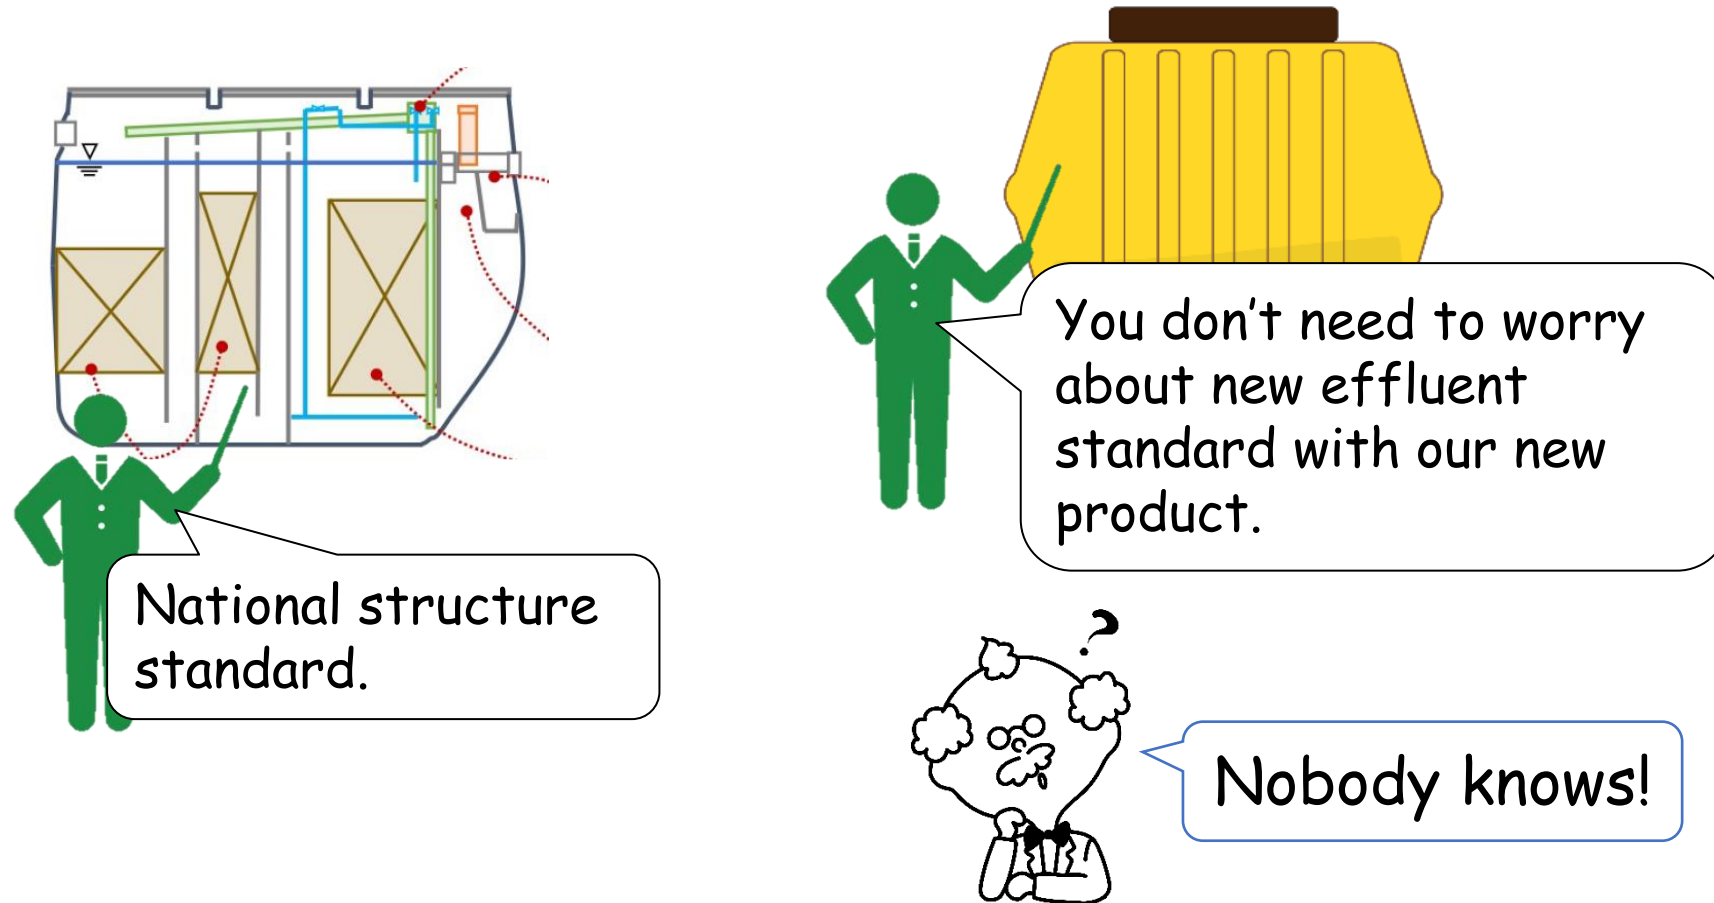 You don't need to worry
about new effluent
standard with our new
product.
National structure
standard.
?
Nobody knows!